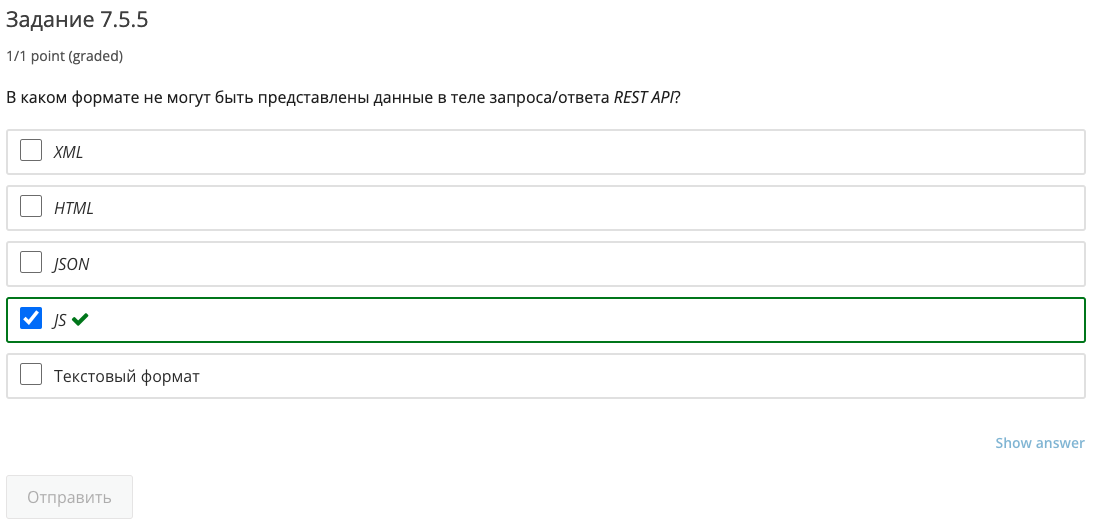 Задание 7.5.5
1/1 point (graded)
В каком формате не могут быть представлены данные в теле запроса/ответа REST API?
XML
HTML
JSON
JS
Текстовый формат
Show answer
Отправить